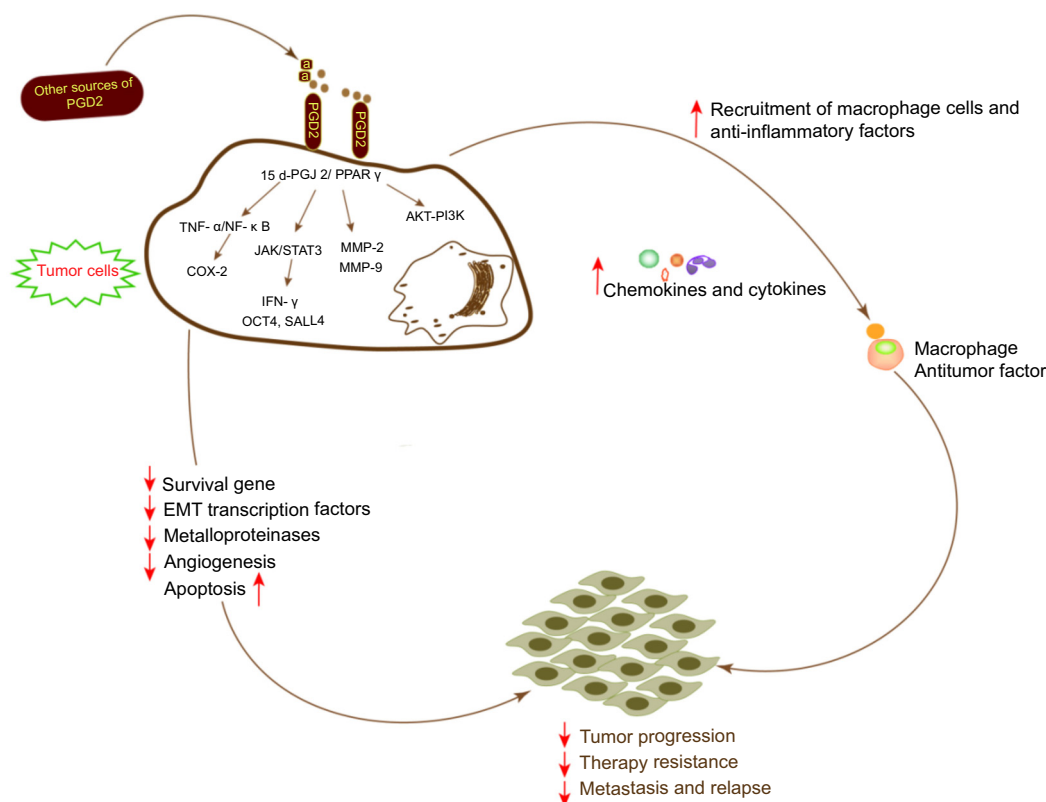 Other sources of
PGD2
a
a
PGD2
PGD2
15 d-PGJ 2/ PPAR γ
TNF- α/NF- κ B
COX-2
JAK/STAT3
IFN- γ
OCT4, SALL4
MMP-2
MMP-9
AKT-PI3K
Tumor cells
Recruitment of macrophage cells and
anti-inflammatory factors
Chemokines and cytokines
Macrophage
Antitumor factor
Survival gene
EMT transcription factors
Metalloproteinases
Angiogenesis
Apoptosis
Tumor progression
Therapy resistance
Metastasis and relapse